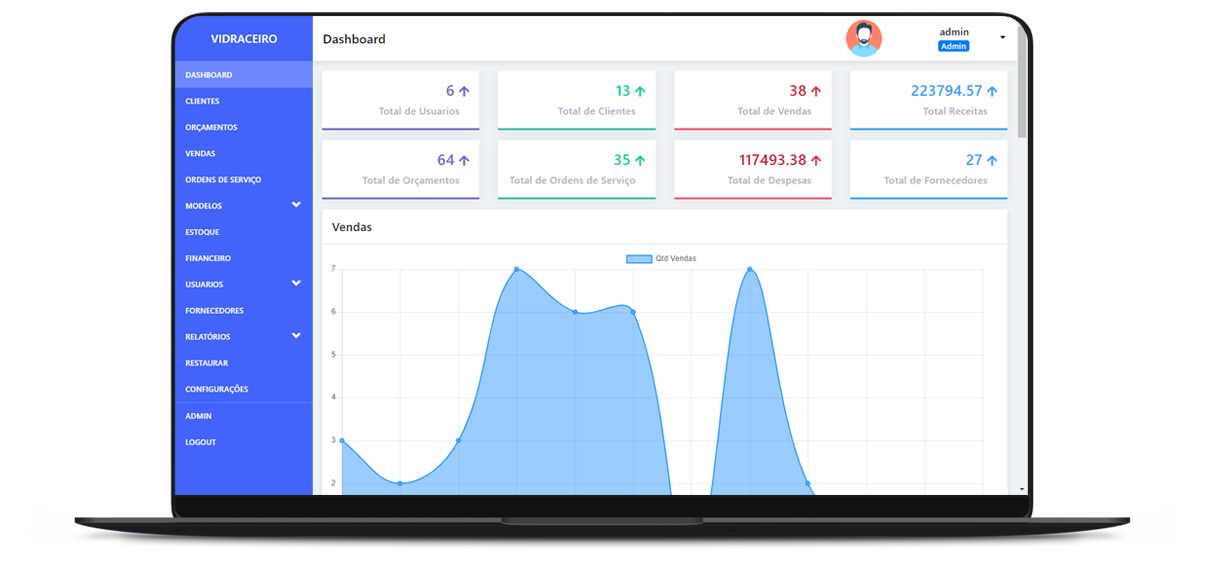 VIDRACEIRO
DASHBOARD
CLIENTES
ORÇAMENTOS
VENDAS
ORDENS DE SERVIÇO
MODELOS
ESTOQUE
FINANCEIRO
USUARIOS
FORNECEDORES
RELATÓRIOS
RESTAURAR
CONFIGURAÇÕES
ADMIN
LOGOUT
Dashboard
admin
Admin
6
Total de Usuarios
13
Total de Clientes
38
Total de Vendas
223794.57
Total Receitas
64
Total de Orçamentos
35
Total de Ordens de Serviço
117493.38
Total de Despesas
27
Total de Fornecedores
Vendas
Qtd Vendas
7
6
5
4
3
2